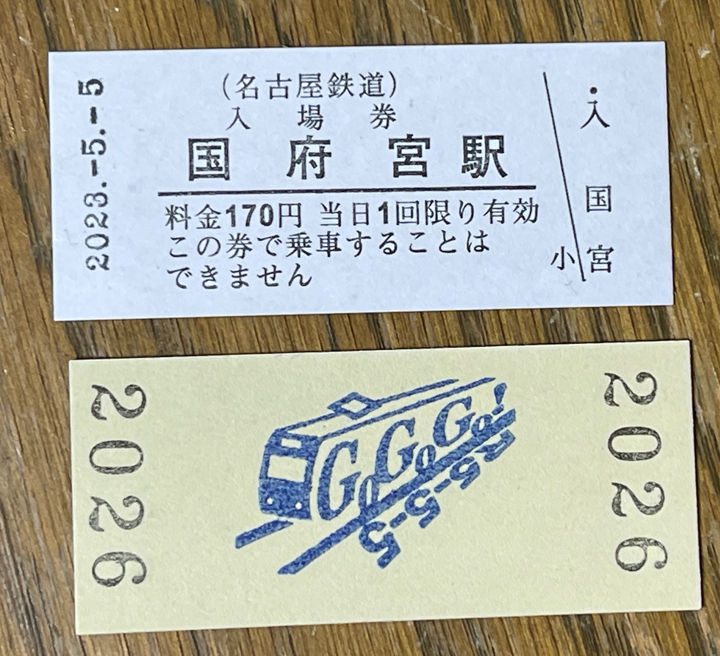 2023.-5.-5
(名古屋鉄道)
入場券
国府宮駅
料金170円 当日1回限り有効
この券で乗車することは
できません
・入
国
小宮
2026
GoGoGo!
5-5-5
2026